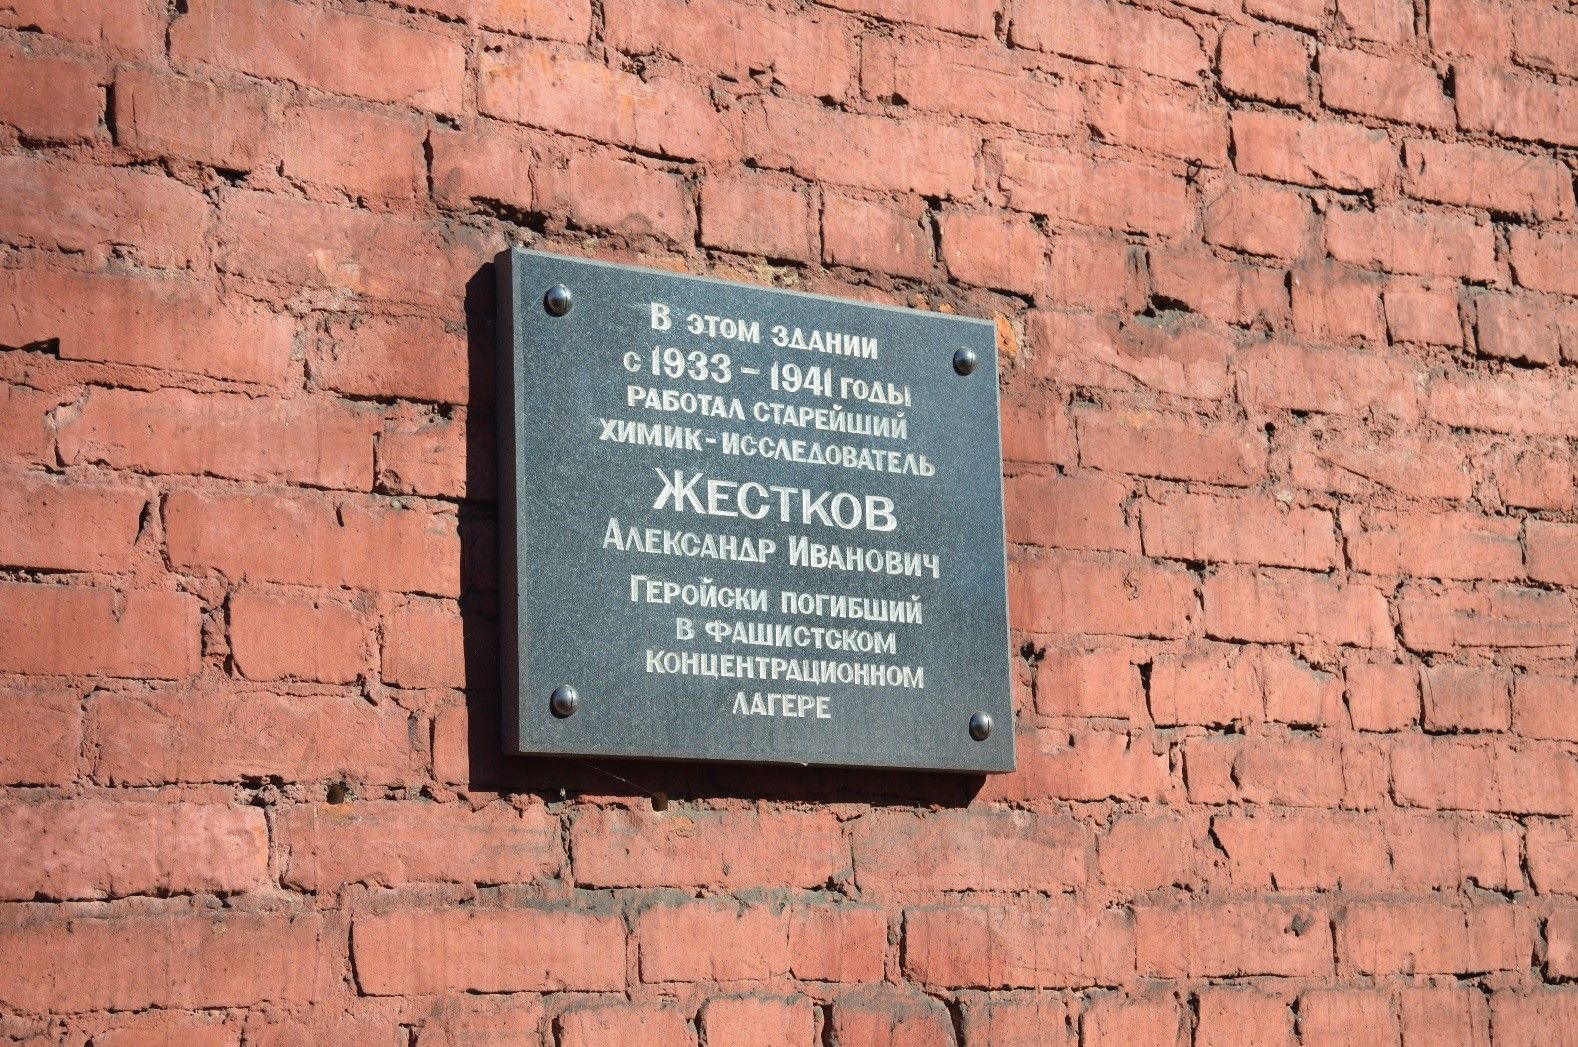 В этом здании
с 1933 – 1941 годы
работал старейший
химик-исследователь
Жестков
Александр Иванович
Геройски погибший
в фашистском
концентрационном
лагере